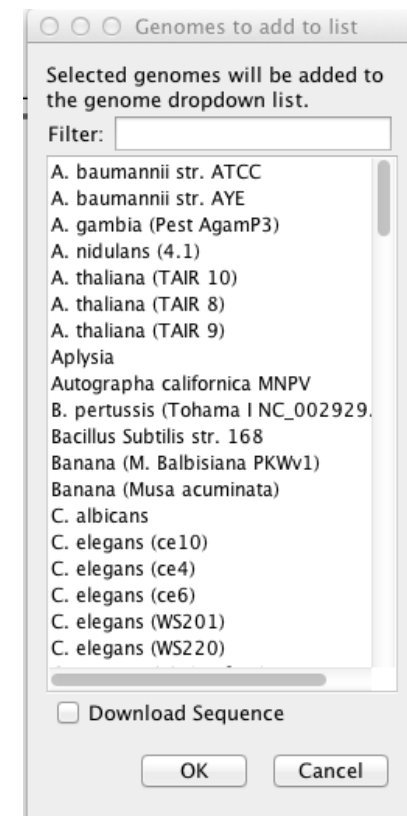 Genomes to add to list
Selected genomes will be added to
the genome dropdown list.
Filter:
A. baumannii str. ATCC
A. baumannii str. AYE
A. gambia (Pest AgamP3)
A. nidulans (4.1)
A. thaliana (TAIR 10)
A. thaliana (TAIR 8)
A. thaliana (TAIR 9)
Aplysia
Autographa californica MNPV
B. pertussis (Tohama I NC_002929.
Bacillus Subtilis str. 168
Banana (M. Balbisiana PKWv1)
Banana (Musa acuminata)
C. albicans
C. elegans (ce10)
C. elegans (ce4)
C. elegans (ce6)
C. elegans (WS201)
C. elegans (WS220)
Download Sequence
OK Cancel